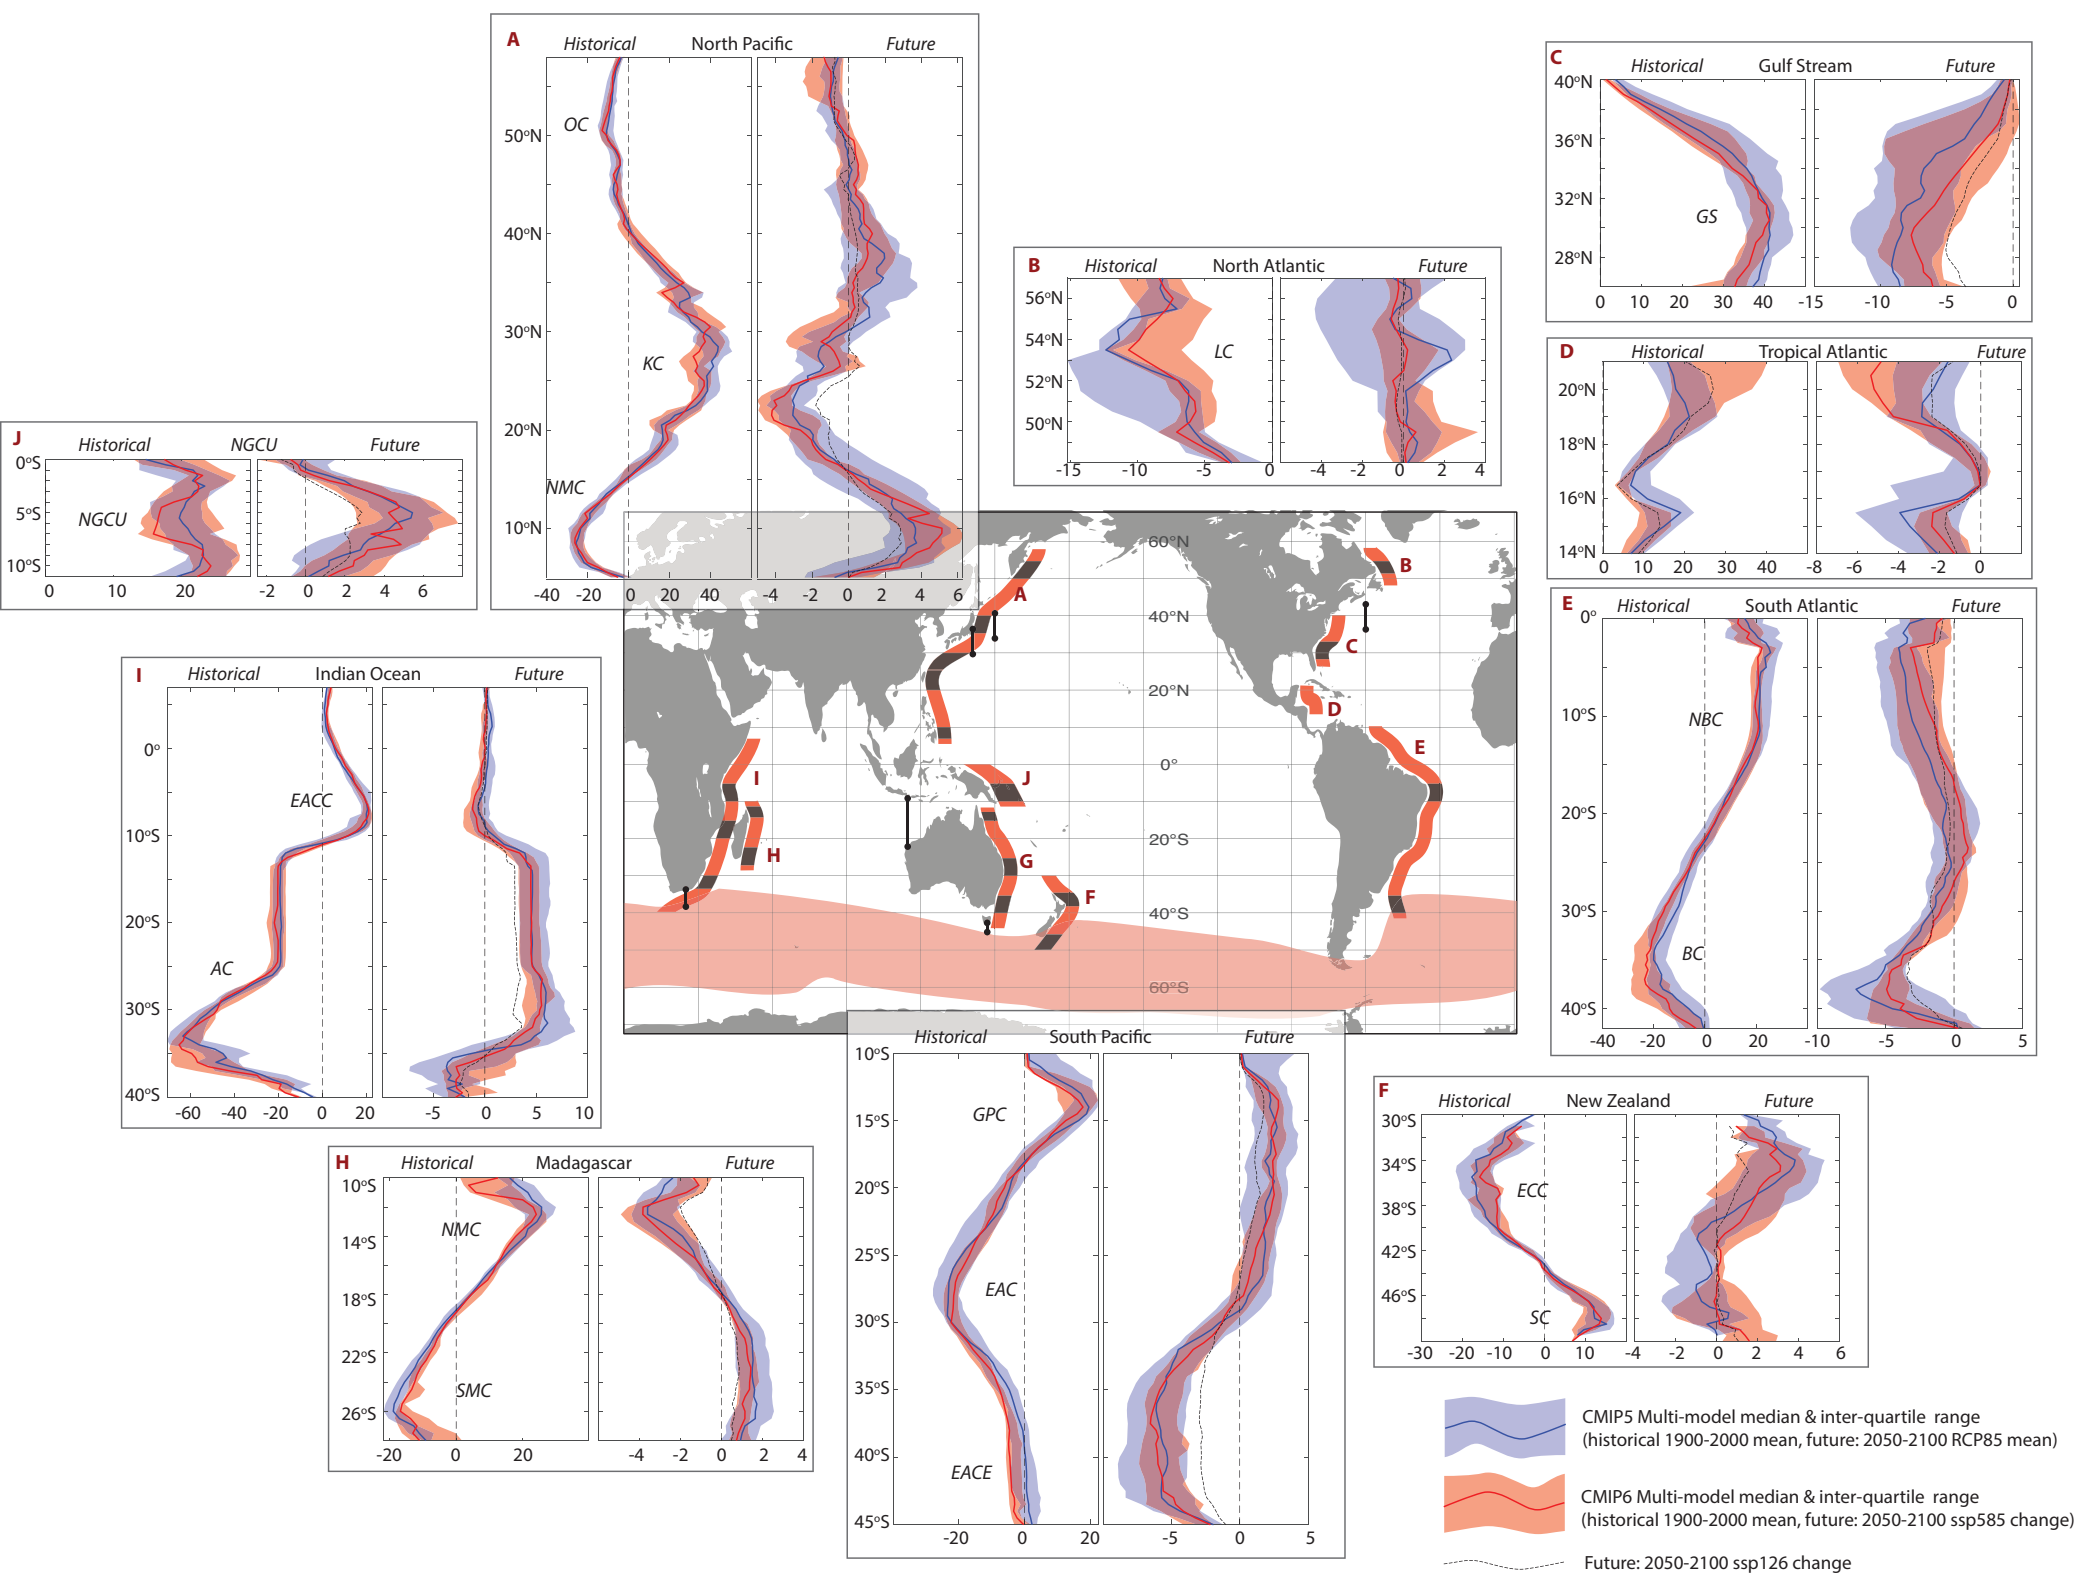 A
Historical
North Pacific
Future
OC
50°N
40°N
30°N
KC
20°N
NMC
10°N
-40 -20 0 20 40 -4 -2 0 2 4 6
B
Historical
North Atlantic
Future
56°N
54°N
LC
52°N
50°N
-15 -10 -5 0 -4 -2 0 2 4
C
Historical
Gulf Stream
Future
40°N
36°N
32°N
GS
28°N
0 10 20 30 40 -15 -10 -5 0
D
Historical
Tropical Atlantic
Future
20°N
18°N
16°N
14°N
0 10 20 30 40 -8 -6 -4 -2 0
J
Historical
NGCU
Future
0°S
5°S
NGCU
10°S
0 10 20 -2 0 2 4 6
60°N
40°N
20°N
0°
20°S
40°S
60°S
A
B
C
D
E
F
G
H
I
J
E
Historical
South Atlantic
Future
0°
10°S
NBC
20°S
30°S
BC
40°S
-40 -20 0 20 -10 -5 0 5
I
Historical
Indian Ocean
Future
0°
EACC
10°S
20°S
AC
30°S
40°S
-60 -40 -20 0 20 -5 0 5 10
Historical
South Pacific
Future
10°S
GPC
15°S
20°S
25°S
EAC
30°S
35°S
40°S
EACE
45°S
-20 0 20 -5 0 5
F
Historical
New Zealand
Future
30°S
34°S
ECC
38°S
42°S
46°S
SC
-30 -20 -10 0 10 -4 -2 0 2 4 6
H
Historical
Madagascar
Future
10°S
NMC
14°S
18°S
22°S
SMC
26°S
-20 0 20 -4 -2 0 2 4
CMIP5 Multi-model median & inter-quartile range
(historical 1900-2000 mean, future: 2050-2100 RCP85 mean)
CMIP6 Multi-model median & inter-quartile range
(historical 1900-2000 mean, future: 2050-2100 ssp585 change)
Future: 2050-2100 ssp126 change